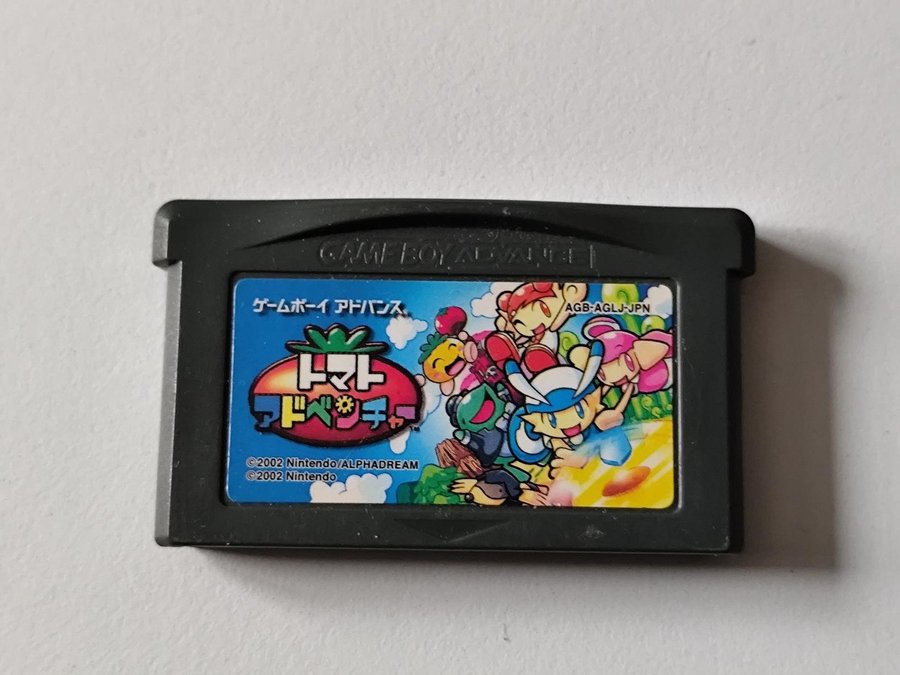 GAME BOY ADVANCE
ゲームボーイ アドバンス
AGB-AGLJ-JPN
トマト
アドベンチャー
TM
©2002 Nintendo/ALPHADREAM
©2002 Nintendo